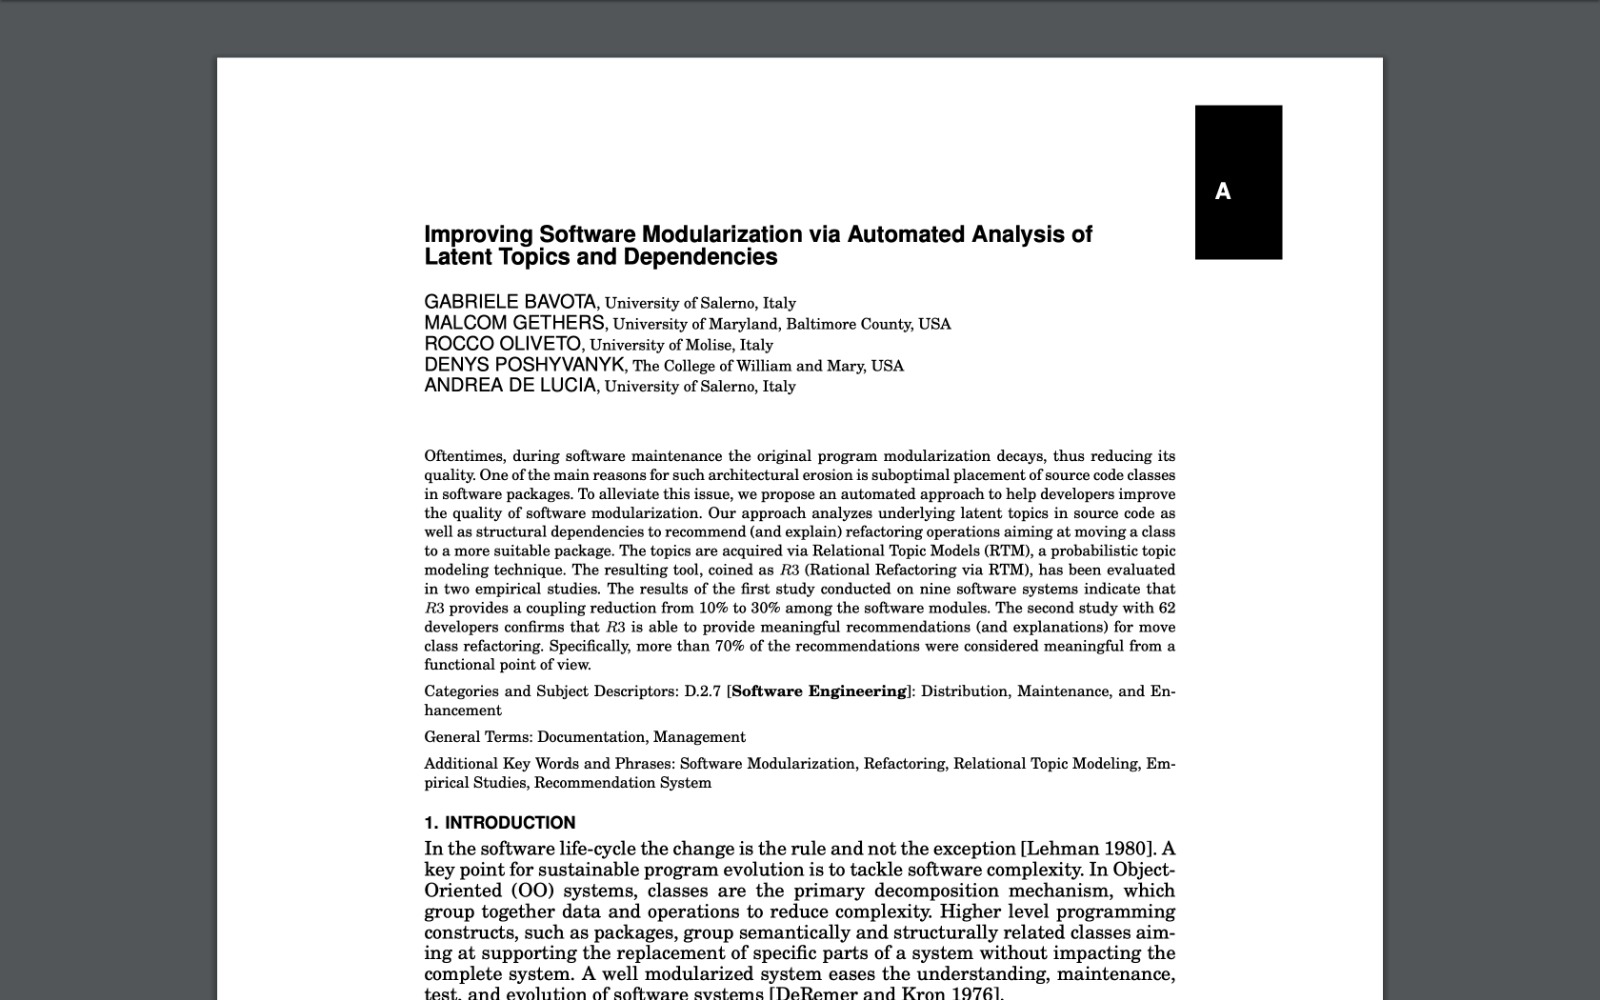 A
Improving Software Modularization via Automated Analysis of
Latent Topics and Dependencies
GABRIELE BAVOTA, University of Salerno, Italy
MALCOM GETHERS, University of Maryland, Baltimore County, USA
ROCCO OLIVETO, University of Molise, Italy
DENYS POSHYVANYK, The College of William and Mary, USA
ANDREA DE LUCIA, University of Salerno, Italy
Oftentimes, during software maintenance the original program modularization decays, thus reducing its
quality. One of the main reasons for such architectural erosion is suboptimal placement of source code classes
in software packages. To alleviate this issue, we propose an automated approach to help developers improve
the quality of software modularization. Our approach analyzes underlying latent topics in source code as
well as structural dependencies to recommend (and explain) refactoring operations aiming at moving a class
to a more suitable package. The topics are acquired via Relational Topic Models (RTM), a probabilistic topic
modeling technique. The resulting tool, coined as R3 (Rational Refactoring via RTM), has been evaluated
in two empirical studies. The results of the first study conducted on nine software systems indicate that
R3 provides a coupling reduction from 10% to 30% among the software modules. The second study with 62
developers confirms that R3 is able to provide meaningful recommendations (and explanations) for move
class refactoring. Specifically, more than 70% of the recommendations were considered meaningful from a
functional point of view.
Categories and Subject Descriptors: D.2.7 [Software Engineering]: Distribution, Maintenance, and En-
hancement
General Terms: Documentation, Management
Additional Key Words and Phrases: Software Modularization, Refactoring, Relational Topic Modeling, Em-
pirical Studies, Recommendation System
1. INTRODUCTION
In the software life-cycle the change is the rule and not the exception [Lehman 1980]. A
key point for sustainable program evolution is to tackle software complexity. In Object-
Oriented (OO) systems, classes are the primary decomposition mechanism, which
group together data and operations to reduce complexity. Higher level programming
constructs, such as packages, group semantically and structurally related classes aim-
ing at supporting the replacement of specific parts of a system without impacting the
complete system. A well modularized system eases the understanding, maintenance,
test, and evolution of software systems [DeRemer and Kron 1976].